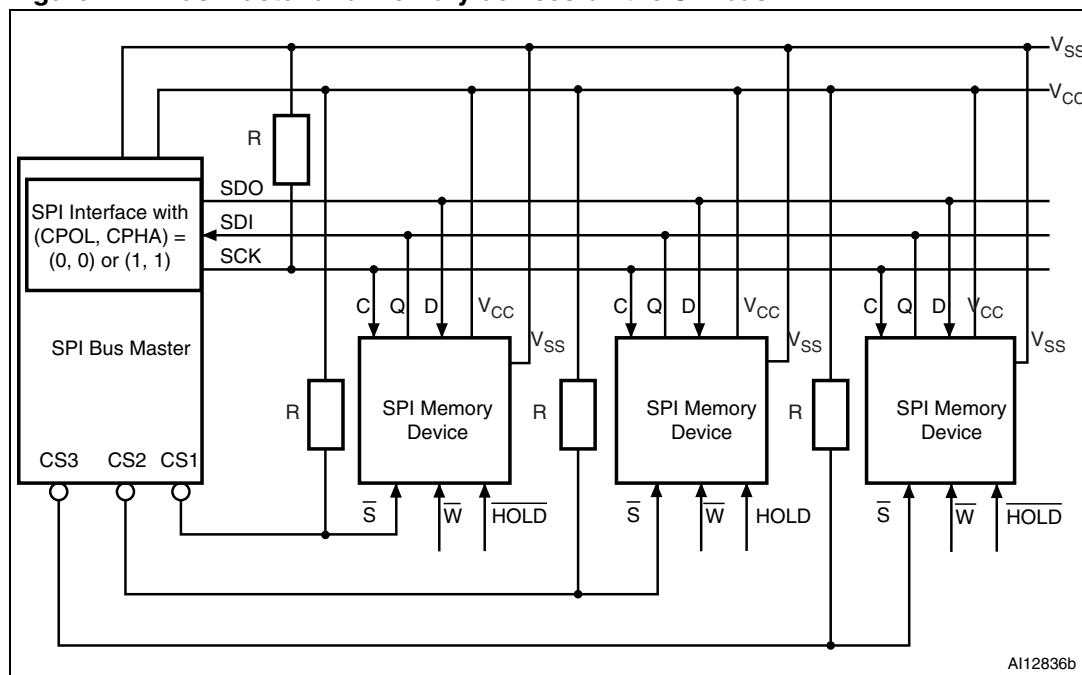 V_SS
V_CC
R
SDO
SPI Interface with
(CPOL, CPHA) =
(0, 0) or (1, 1)
SDI
SCK
C Q D V_CC V_SS
C Q D V_CC V_SS
C Q D V_CC V_SS
SPI Bus Master
R
SPI Memory
Device
R
SPI Memory
Device
R
SPI Memory
Device
CS3 CS2 CS1
S̅ W̅ H̅O̅L̅D̅
S̅ W̅ HOLD
S̅ W̅ H̅O̅L̅D̅
AI12836b